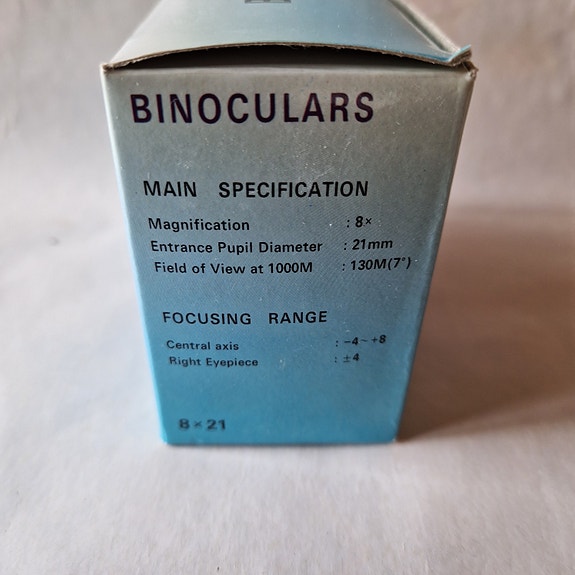 BINOCULARS
MAIN SPECIFICATION
Magnification : 8×
Entrance Pupil Diameter : 21mm
Field of View at 1000M : 130M(7°)
FOCUSING RANGE
Central axis : −4~+8
Right Eyepiece : ±4
8×21